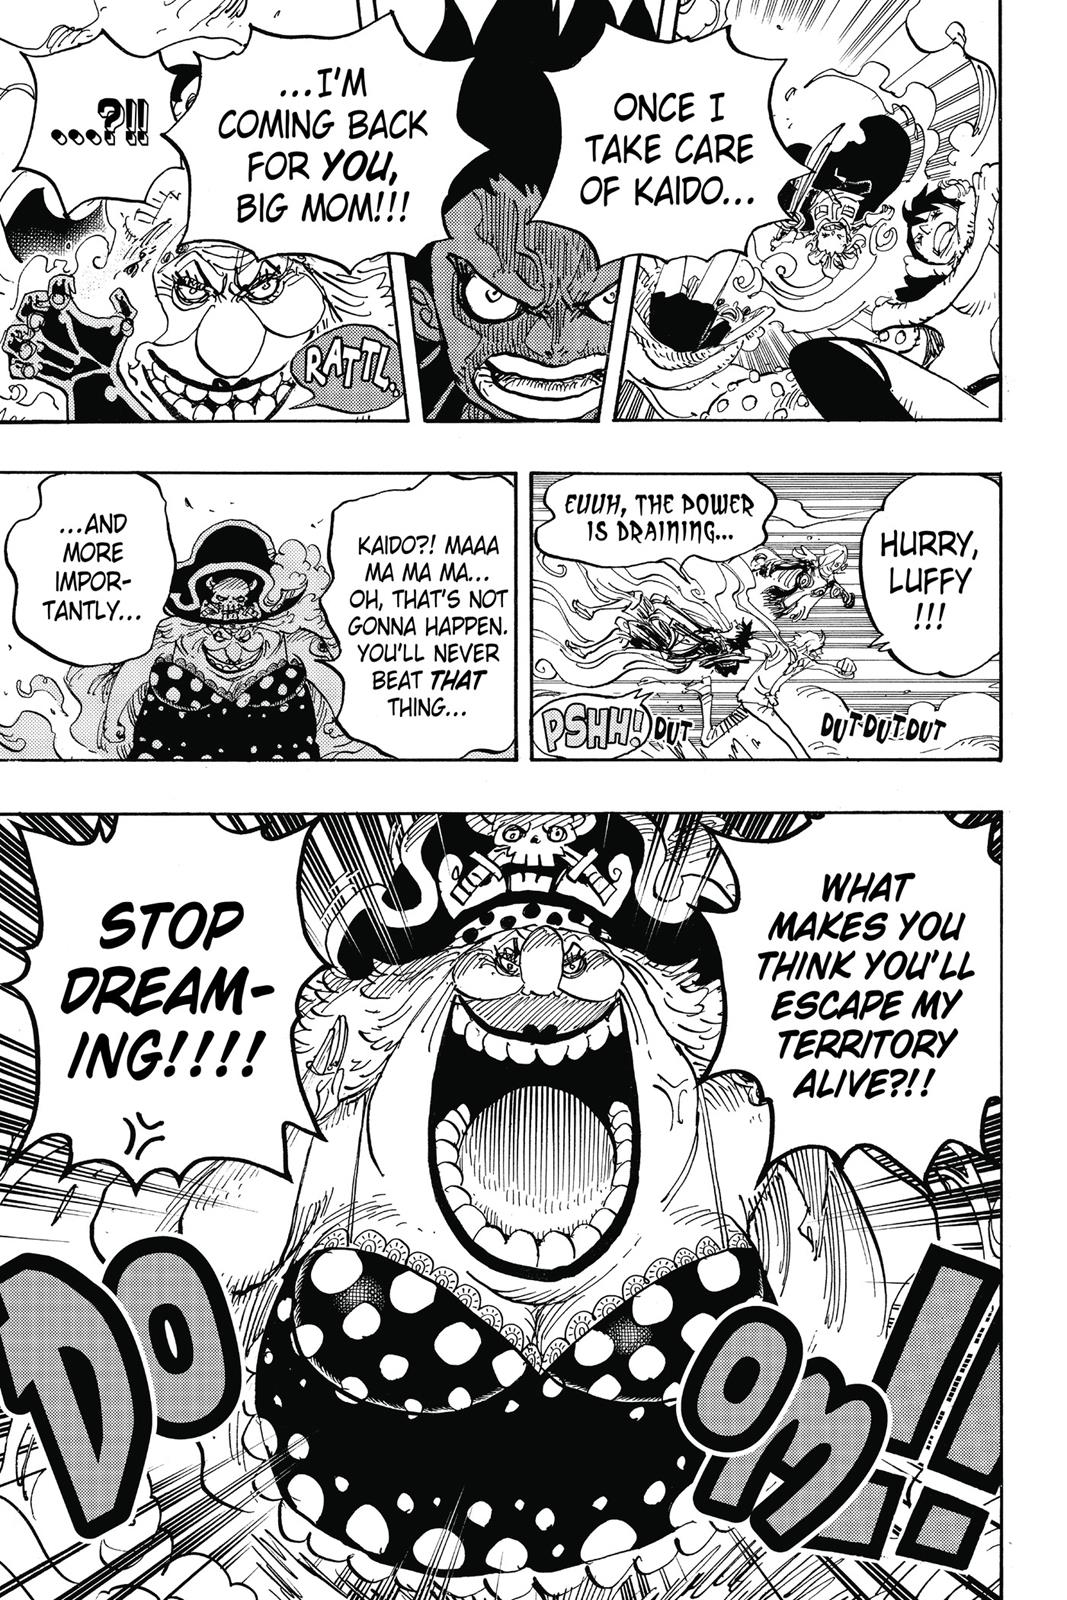 ONCE I
TAKE CARE
OF KAIDO...
...I'M
COMING BACK
FOR YOU,
BIG MOM!!!
...?!!
RATTL.
HURRY,
LUFFY
!!!
EUUH, THE POWER
IS DRAINING...
PSHH!
DUT
DUT-DUT-DUT
KAIDO?! MAAA
MA MA MA...
OH, THAT'S NOT
GONNA HAPPEN.
YOU'LL NEVER
BEAT THAT
THING...
...AND
MORE
IMPOR-
TANTLY...
WHAT
MAKES YOU
THINK YOU'LL
ESCAPE MY
TERRITORY
ALIVE?!!
STOP
DREAM-
ING!!!!
DOOM!!